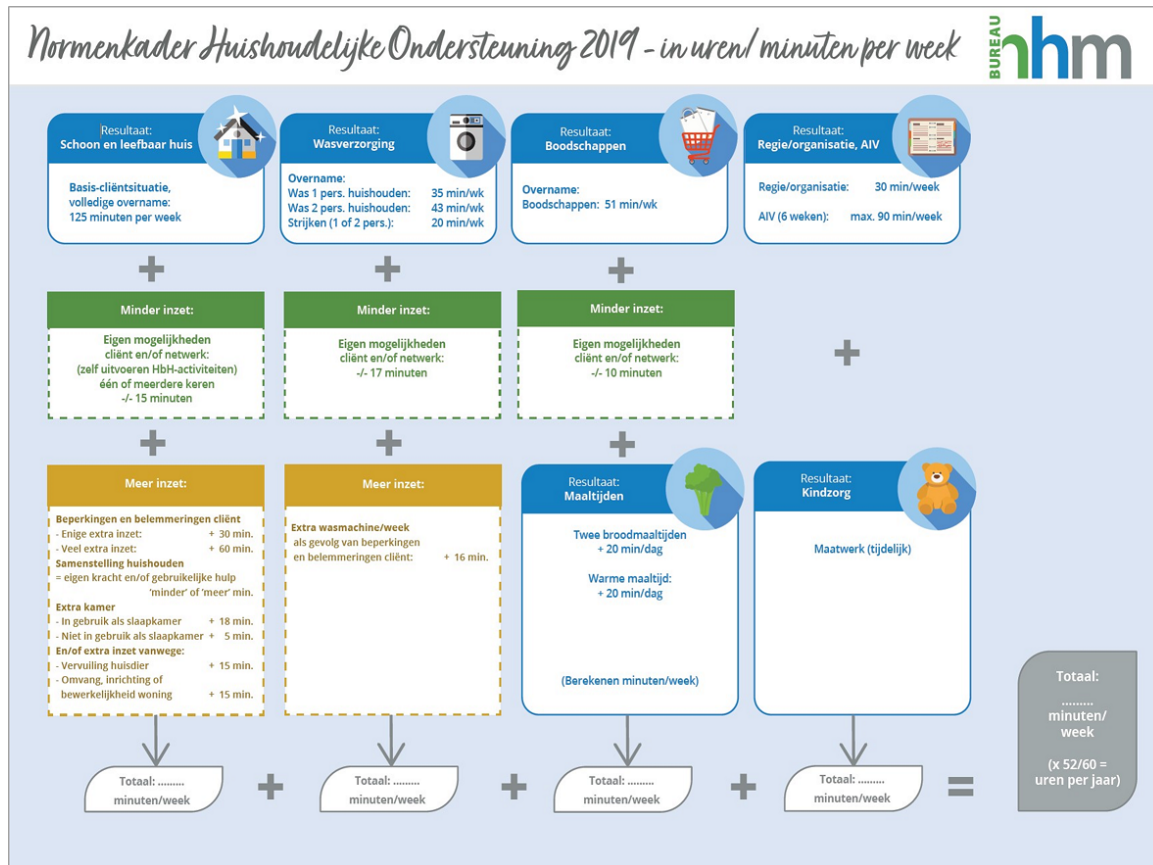 Normenkader Huishoudelijke Ondersteuning 2019 - in uren/ minuten per week
BUREAU
nhm
Resultaat:
Schoon en leefbaar huis
Basis-cliëntsituatie,
volledige overname:
125 minuten per week
Resultaat:
Wasverzorging
Overname:
Was 1 pers. huishouden: 35 min/wk
Was 2 pers. huishouden: 43 min/wk
Strijken (1 of 2 pers.): 20 min/wk
Resultaat:
Boodschappen
Overname:
Boodschappen: 51 min/wk
Resultaat:
Regie/organisatie, AIV
Regie/organisatie: 30 min/week
AIV (6 weken): max. 90 min/week
+
+
+
Minder inzet:
Eigen mogelijkheden
cliënt en/of netwerk:
(zelf uitvoeren HbH-activiteiten)
één of meerdere keren
-/- 15 minuten
Minder inzet:
Eigen mogelijkheden
cliënt en/of netwerk:
-/- 17 minuten
Minder inzet:
Eigen mogelijkheden
cliënt en/of netwerk:
-/- 10 minuten
+
+
+
+
Meer inzet:
Beperkingen en belemmeringen cliënt
- Enige extra inzet: + 30 min.
- Veel extra inzet: + 60 min.
Samenstelling huishouden
= eigen kracht en/of gebruikelijke hulp
'minder' of 'meer' min.
Extra kamer
- In gebruik als slaapkamer + 18 min.
- Niet in gebruik als slaapkamer + 5 min.
En/of extra inzet vanwege:
- Vervuiling huisdier + 15 min.
- Omvang, inrichting of
bewerkelijkheid woning + 15 min.
Meer inzet:
Extra wasmachine/week
als gevolg van beperkingen
en belemmeringen cliënt: + 16 min.
Resultaat:
Maaltijden
Twee broodmaaltijden
+ 20 min/dag
Warme maaltijd:
+ 20 min/dag
(Berekenen minuten/week)
Resultaat:
Kindzorg
Maatwerk (tijdelijk)
Totaal: .........
minuten/week
+
Totaal: .........
minuten/week
+
Totaal: .........
minuten/week
+
Totaal: .........
minuten/week
=
Totaal:
.........
minuten/
week
(x 52/60 =
uren per jaar)